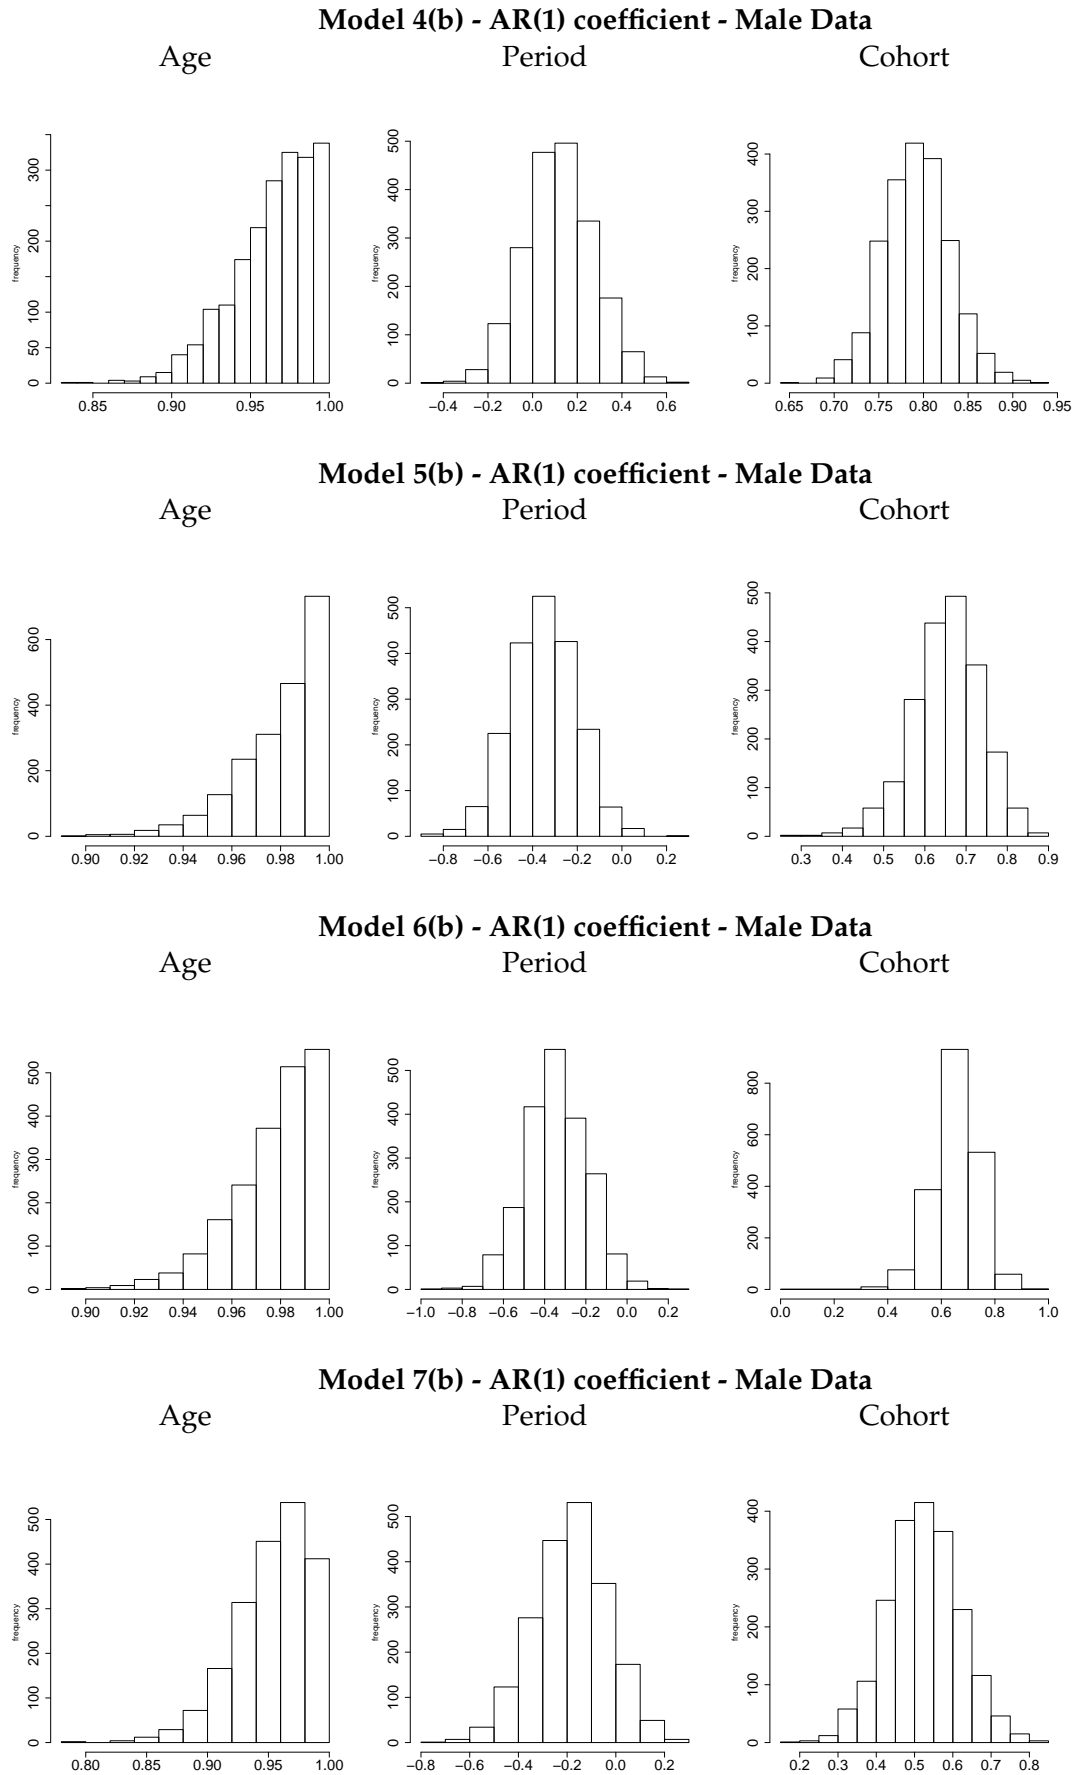 Model 4(b) - AR(1) coefficient - Male Data
Age Period Cohort
frequency
0 50 100 200 300
0.85 0.90 0.95 1.00
frequency
0 100 200 300 400 500
−0.4 −0.2 0.0 0.2 0.4 0.6
frequency
0 100 200 300 400
0.65 0.70 0.75 0.80 0.85 0.90 0.95
Model 5(b) - AR(1) coefficient - Male Data
Age Period Cohort
frequency
0 200 400 600
0.90 0.92 0.94 0.96 0.98 1.00
frequency
0 100 200 300 400 500
−0.8 −0.6 −0.4 −0.2 0.0 0.2
frequency
0 100 200 300 400 500
0.3 0.4 0.5 0.6 0.7 0.8 0.9
Model 6(b) - AR(1) coefficient - Male Data
Age Period Cohort
frequency
0 100 200 300 400 500
0.90 0.92 0.94 0.96 0.98 1.00
frequency
0 100 200 300 400 500
−1.0 −0.8 −0.6 −0.4 −0.2 0.0 0.2
frequency
0 200 400 600 800
0.0 0.2 0.4 0.6 0.8 1.0
Model 7(b) - AR(1) coefficient - Male Data
Age Period Cohort
frequency
0 100 200 300 400 500
0.80 0.85 0.90 0.95 1.00
frequency
0 100 200 300 400 500
−0.8 −0.6 −0.4 −0.2 0.0 0.2
frequency
0 100 200 300 400
0.2 0.3 0.4 0.5 0.6 0.7 0.8